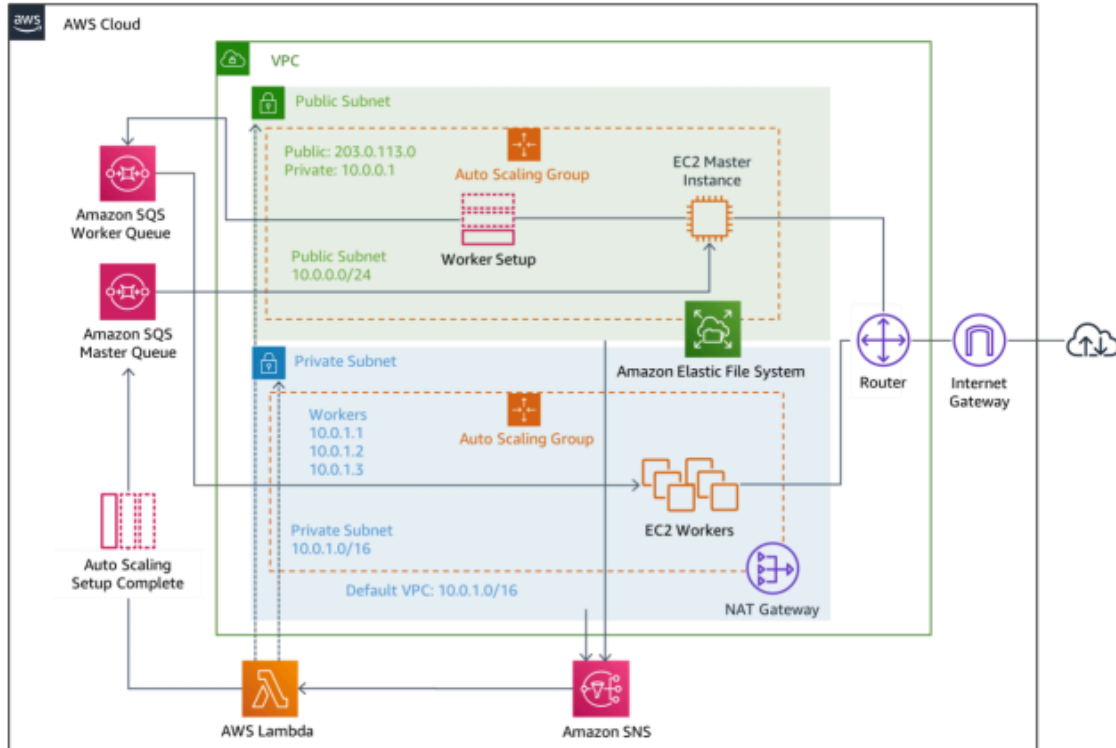 aws
AWS Cloud
VPC
Public Subnet
Public: 203.0.113.0
Private: 10.0.0.1
Auto Scaling Group
EC2 Master
Instance
Amazon SQS
Worker Queue
Worker Setup
Public Subnet
10.0.0.0/24
Amazon SQS
Master Queue
Private Subnet
Amazon Elastic File System
Router
Internet
Gateway
Workers
10.0.1.1
10.0.1.2
10.0.1.3
Auto Scaling Group
EC2 Workers
Private Subnet
10.0.1.0/16
Auto Scaling
Setup Complete
Default VPC: 10.0.1.0/16
NAT Gateway
AWS Lambda
Amazon SNS